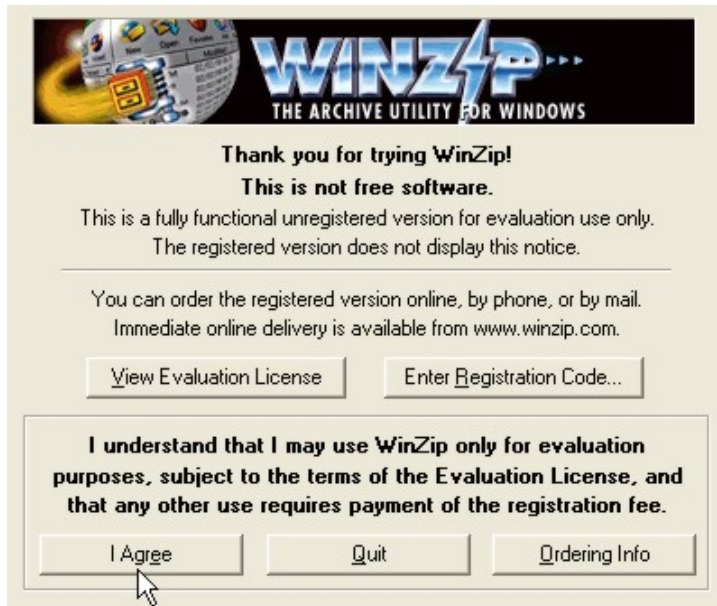 WINZIP
THE ARCHIVE UTILITY FOR WINDOWS
Thank you for trying WinZip!
This is not free software.
This is a fully functional unregistered version for evaluation use only.
The registered version does not display this notice.
You can order the registered version online, by phone, or by mail.
Immediate online delivery is available from www.winzip.com.
View Evaluation License
Enter Registration Code...
I understand that I may use WinZip only for evaluation
purposes, subject to the terms of the Evaluation License, and
that any other use requires payment of the registration fee.
I Agree
Quit
Ordering Info